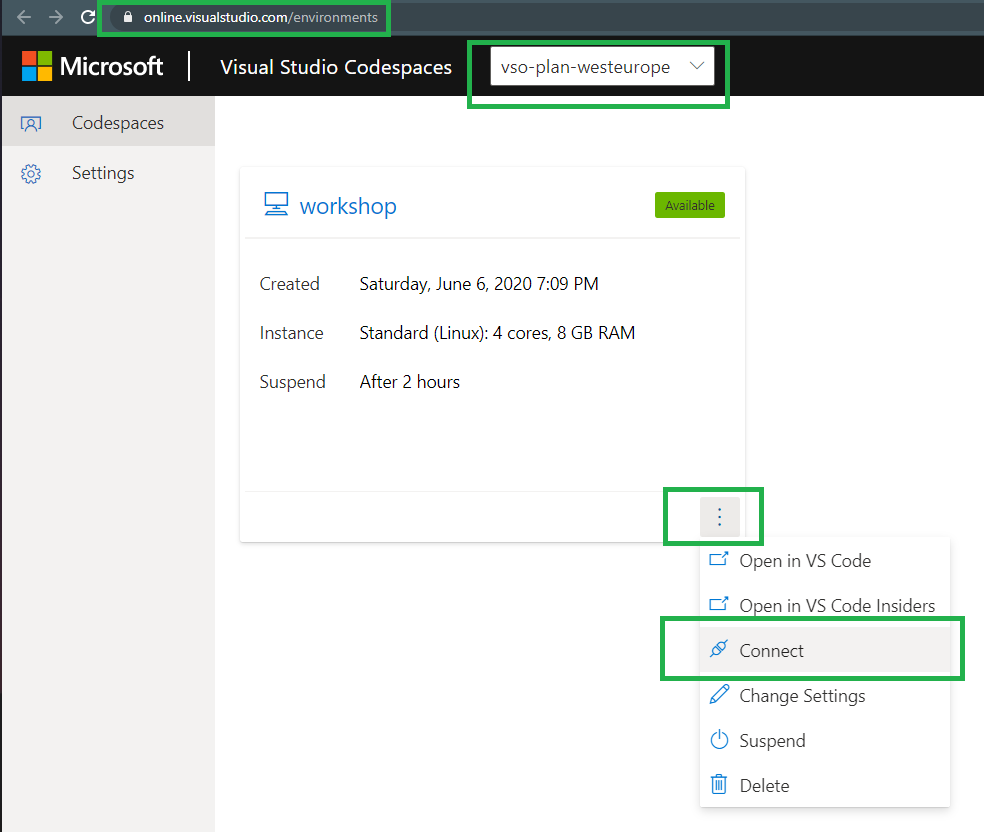 online.visualstudio.com/environments
Microsoft
Visual Studio Codespaces
vso-plan-westeurope
Codespaces
Settings
workshop
Available
Created Saturday, June 6, 2020 7:09 PM
Instance Standard (Linux): 4 cores, 8 GB RAM
Suspend After 2 hours
Open in VS Code
Open in VS Code Insiders
Connect
Change Settings
Suspend
Delete